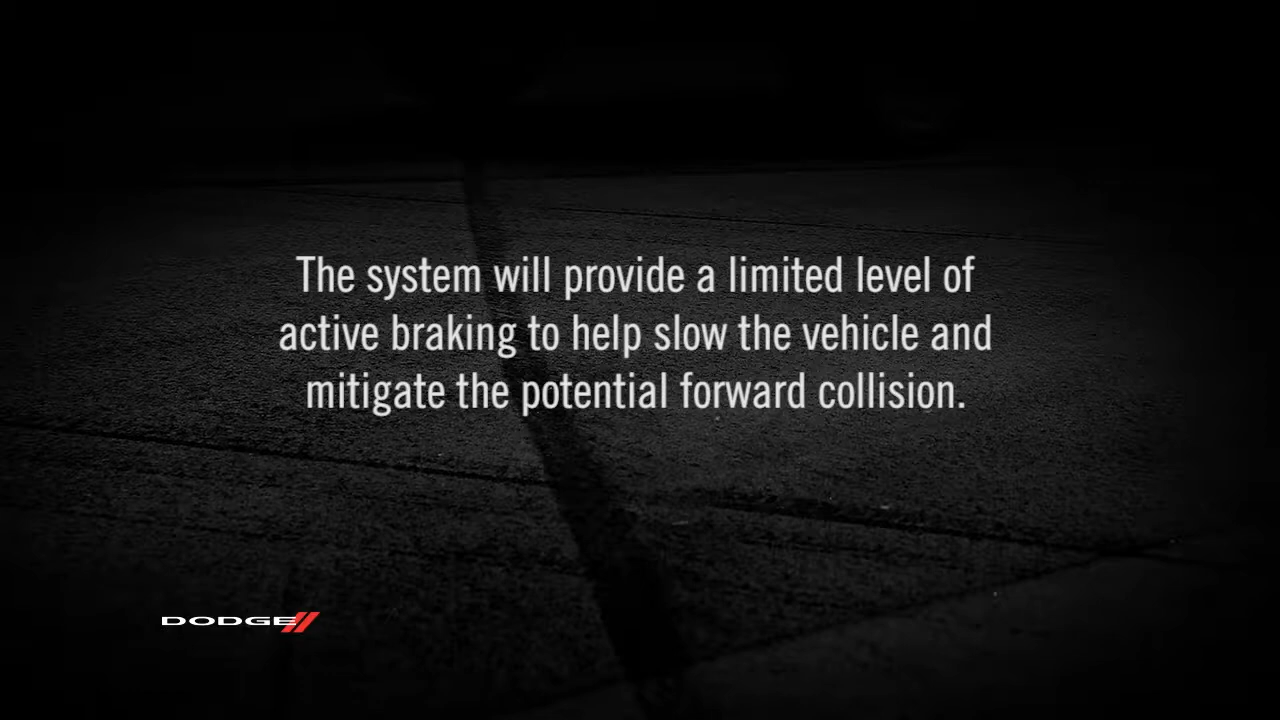 The system will provide a limited level of
active braking to help slow the vehicle and
mitigate the potential forward collision.
DODGE